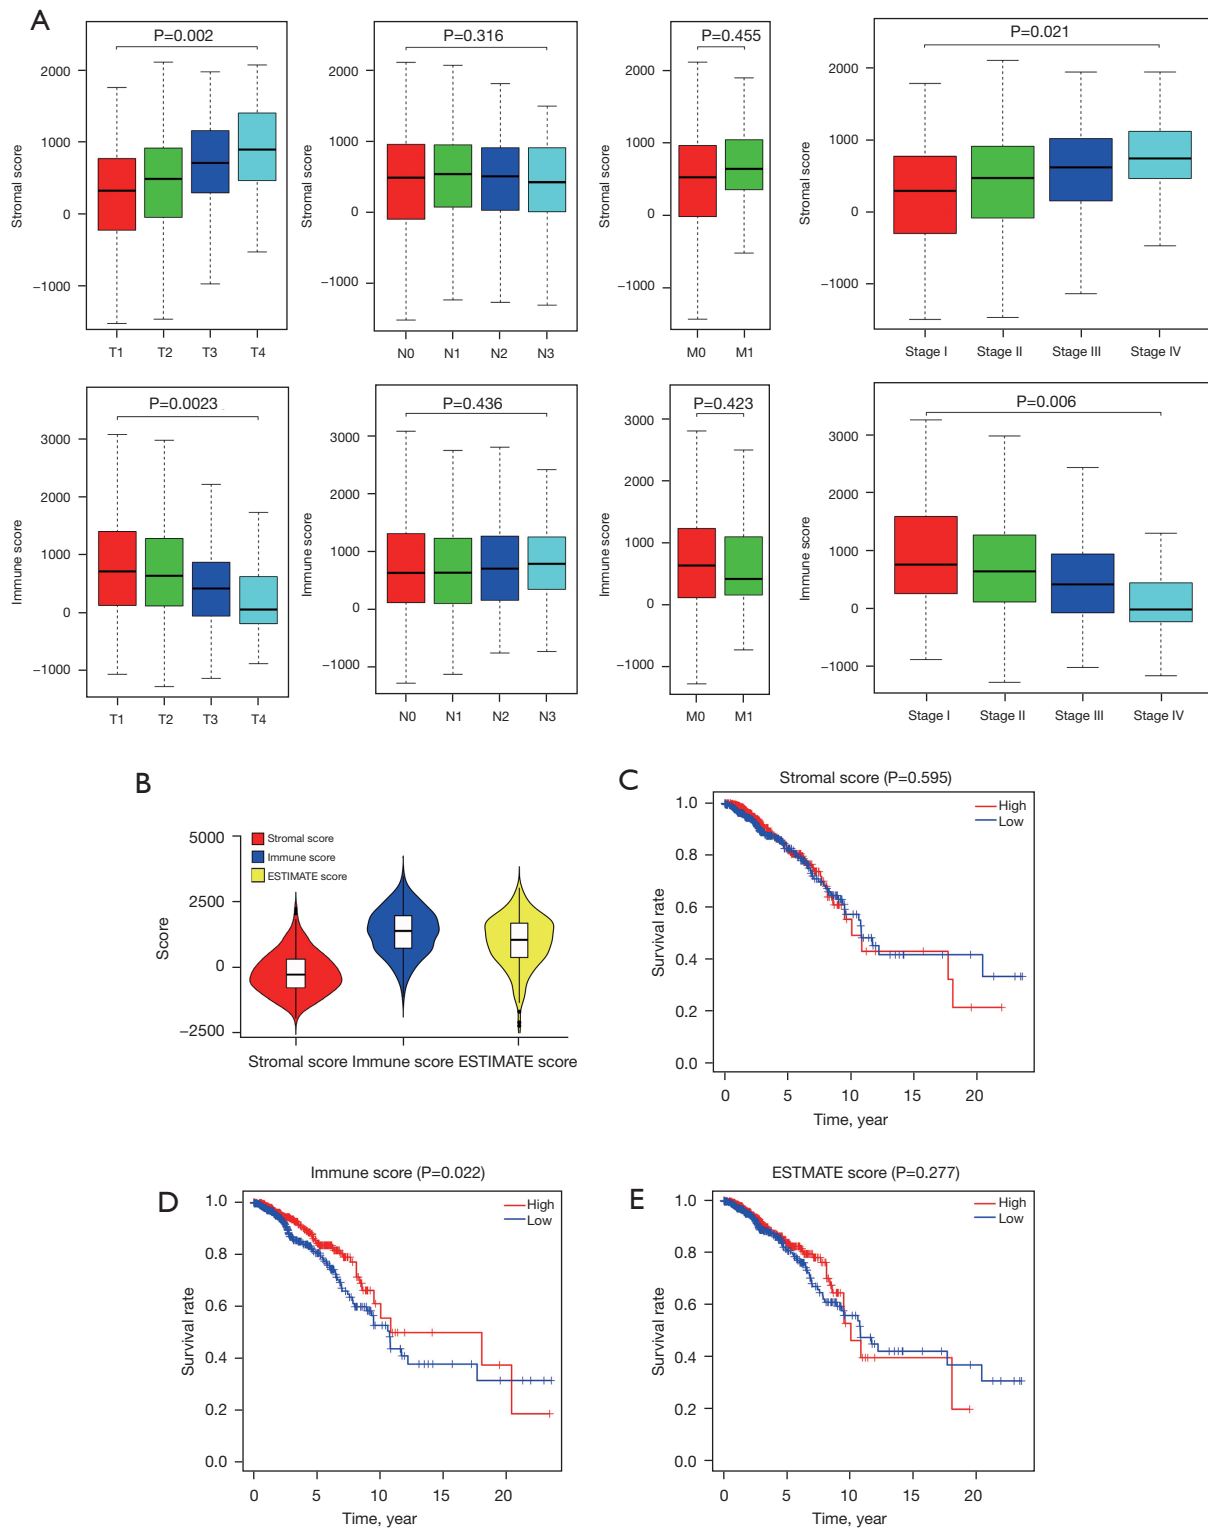 A
P=0.002
Stromal score
2000
1000
0
−1000
T1 T2 T3 T4
P=0.316
Stromal score
2000
1000
0
−1000
N0 N1 N2 N3
P=0.455
Stromal score
2000
1000
0
−1000
M0 M1
P=0.021
Stromal score
2000
1000
0
−1000
Stage I Stage II Stage III Stage IV
P=0.0023
Immune score
3000
2000
1000
0
−1000
T1 T2 T3 T4
P=0.436
Immune score
3000
2000
1000
0
−1000
N0 N1 N2 N3
P=0.423
Immune score
3000
2000
1000
0
−1000
M0 M1
P=0.006
Immune score
3000
2000
1000
0
−1000
Stage I Stage II Stage III Stage IV
B
Score
5000
2500
0
−2500
Stromal score
Immune score
ESTIMATE score
Stromal score Immune score ESTIMATE score
C
Stromal score (P=0.595)
High
Low
Survival rate
1.0
0.8
0.6
0.4
0.2
0.0
0 5 10 15 20
Time, year
D
Immune score (P=0.022)
High
Low
Survival rate
1.0
0.8
0.6
0.4
0.2
0.0
0 5 10 15 20
Time, year
E
ESTMATE score (P=0.277)
High
Low
Survival rate
1.0
0.8
0.6
0.4
0.2
0.0
0 5 10 15 20
Time, year